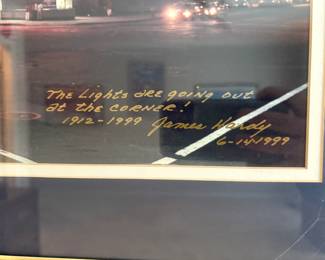 The Lights are going out
at the CORNER!
1912-1999 James Hardy
6-14-1999